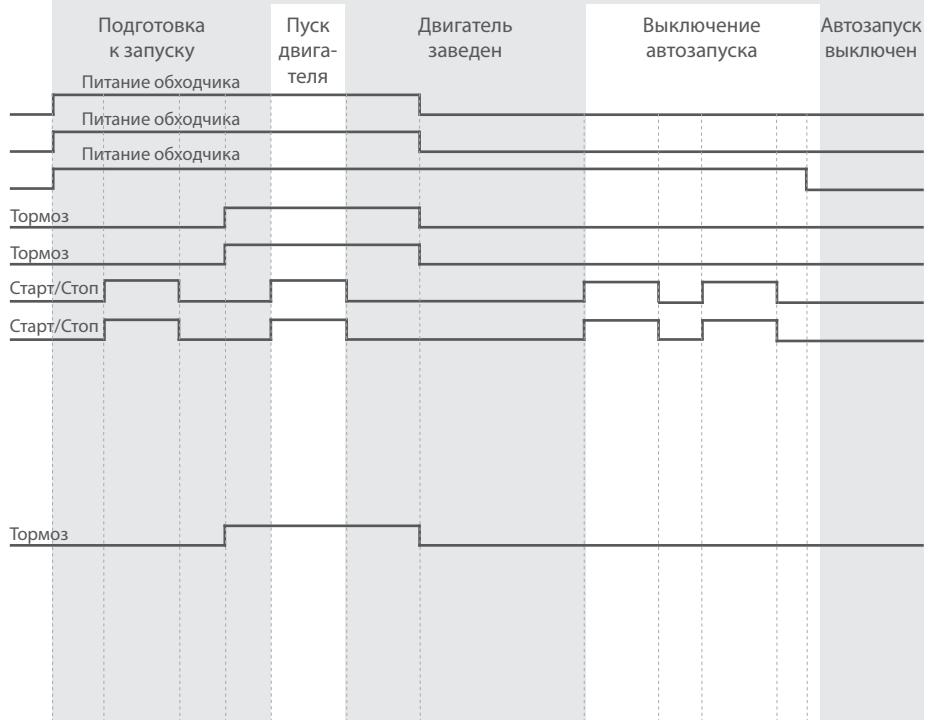 Подготовка
к запуску
Пуск
двига-
теля
Двигатель
заведен
Выключение
автозапуска
Автозапуск
выключен
Питание обходчика
Питание обходчика
Питание обходчика
Тормоз
Тормоз
Старт/Стоп
Старт/Стоп
Тормоз